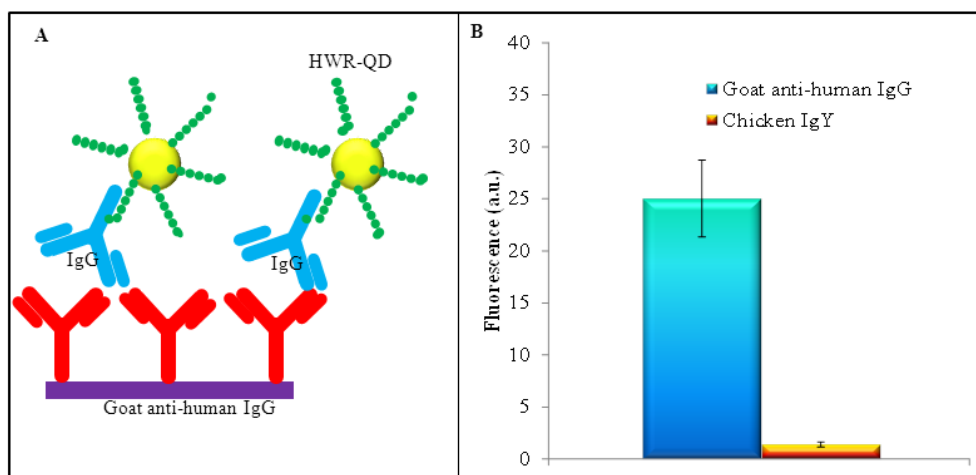 A
HWR-QD
IgG
IgG
Goat anti-human IgG
B
Fluorescence (a.u.)
40
35
30
25
20
15
10
5
0
Goat anti-human IgG
Chicken IgY